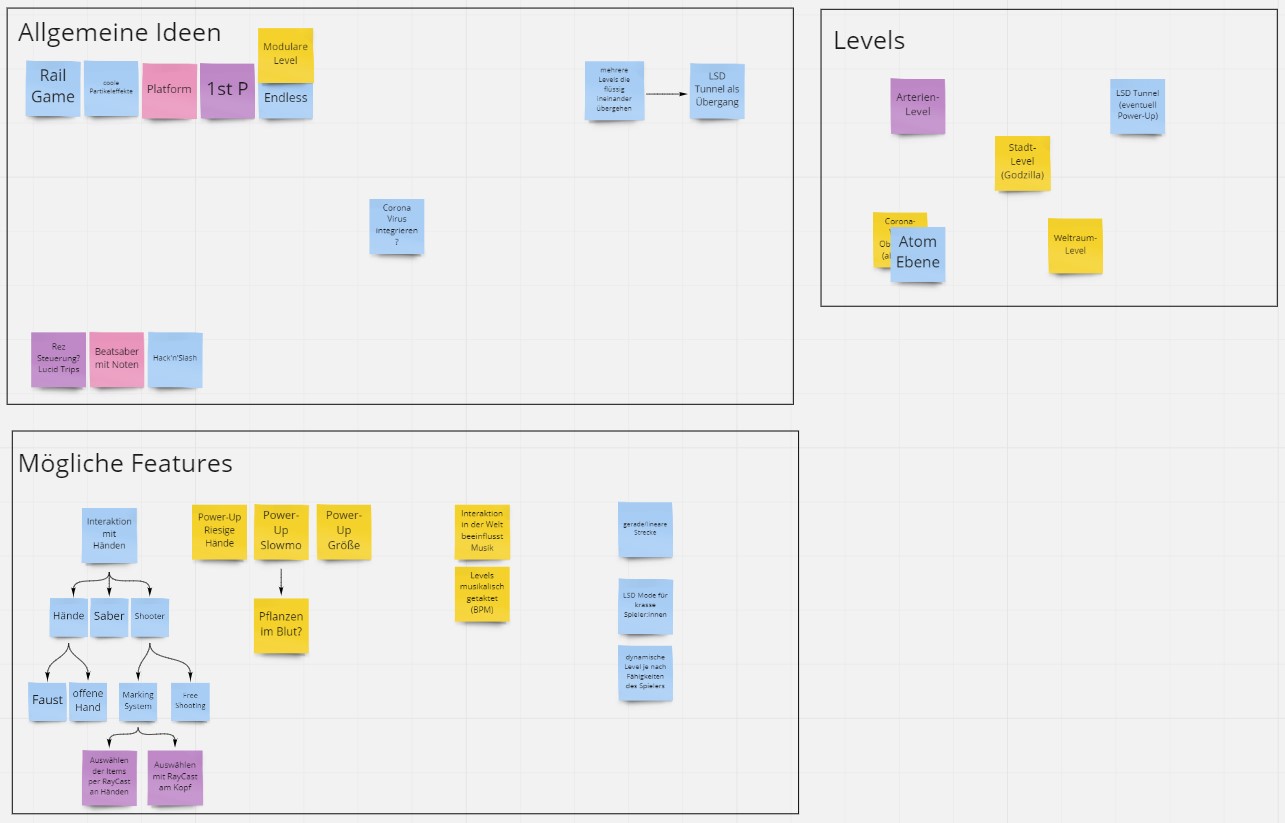 Allgemeine Ideen
Rail
Game
coole
Partikeleffekte
Platform
1st P
Modulare
Level
Endless
mehrere
Levels die
flüssig
ineinander
übergehen
LSD
Tunnel als
Übergang
Corona
Virus
integrieren
?
Rez
Steuerung?
Lucid Trips
Beatsaber
mit Noten
Hack'n'Slash
Levels
Arterien-
Level
LSD Tunnel
(eventuell
Power-Up)
Stadt-
Level
(Godzilla)
Corona-
Atom
Ebene
Weltraum-
Level
Mögliche Features
Interaktion
mit
Händen
Hände
Saber
Shooter
Faust
offene
Hand
Marking
System
Free
Shooting
Auswählen
der Items
per RayCast
an Händen
Auswählen
mit RayCast
am Kopf
Power-Up
Riesige
Hände
Power-
Up
Slowmo
Power-
Up
Größe
Pflanzen
im Blut?
Interaktion
in der Welt
beeinflusst
Musik
Levels
musikalisch
getaktet
(BPM)
geradellineare
Strecke
LSD Mode für
krasse
Spieler:innen
dynamische
Level je nach
Fähigkeiten
des Spielers